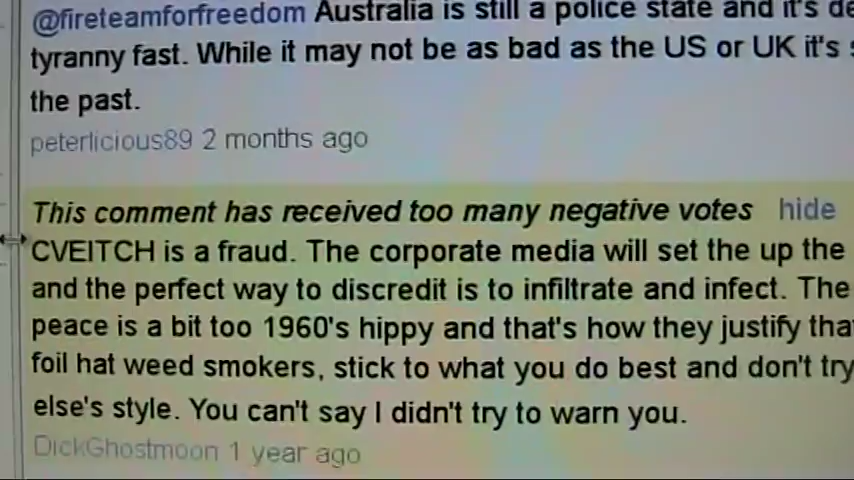 @fireteamforfreedom Australia is still a police state and it's
tyranny fast. While it may not be as bad as the US or UK it's
the past.
peterlicious89 2 months ago
This comment has received too many negative votes hide
CVEITCH is a fraud. The corporate media will set the up the
and the perfect way to discredit is to infiltrate and infect. The
peace is a bit too 1960's hippy and that's how they justify
foil hat weed smokers, stick to what you do best and don't try
else's style. You can't say I didn't try to warn you.
DickGhostmoon 1 year ago